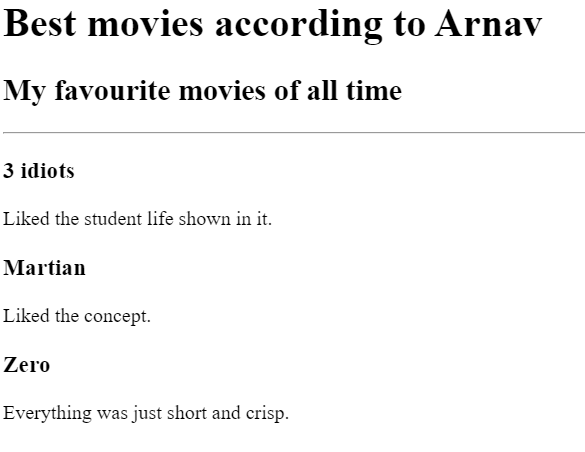 Best movies according to Arnav
My favourite movies of all time
3 idiots
Liked the student life shown in it.
Martian
Liked the concept.
Zero
Everything was just short and crisp.